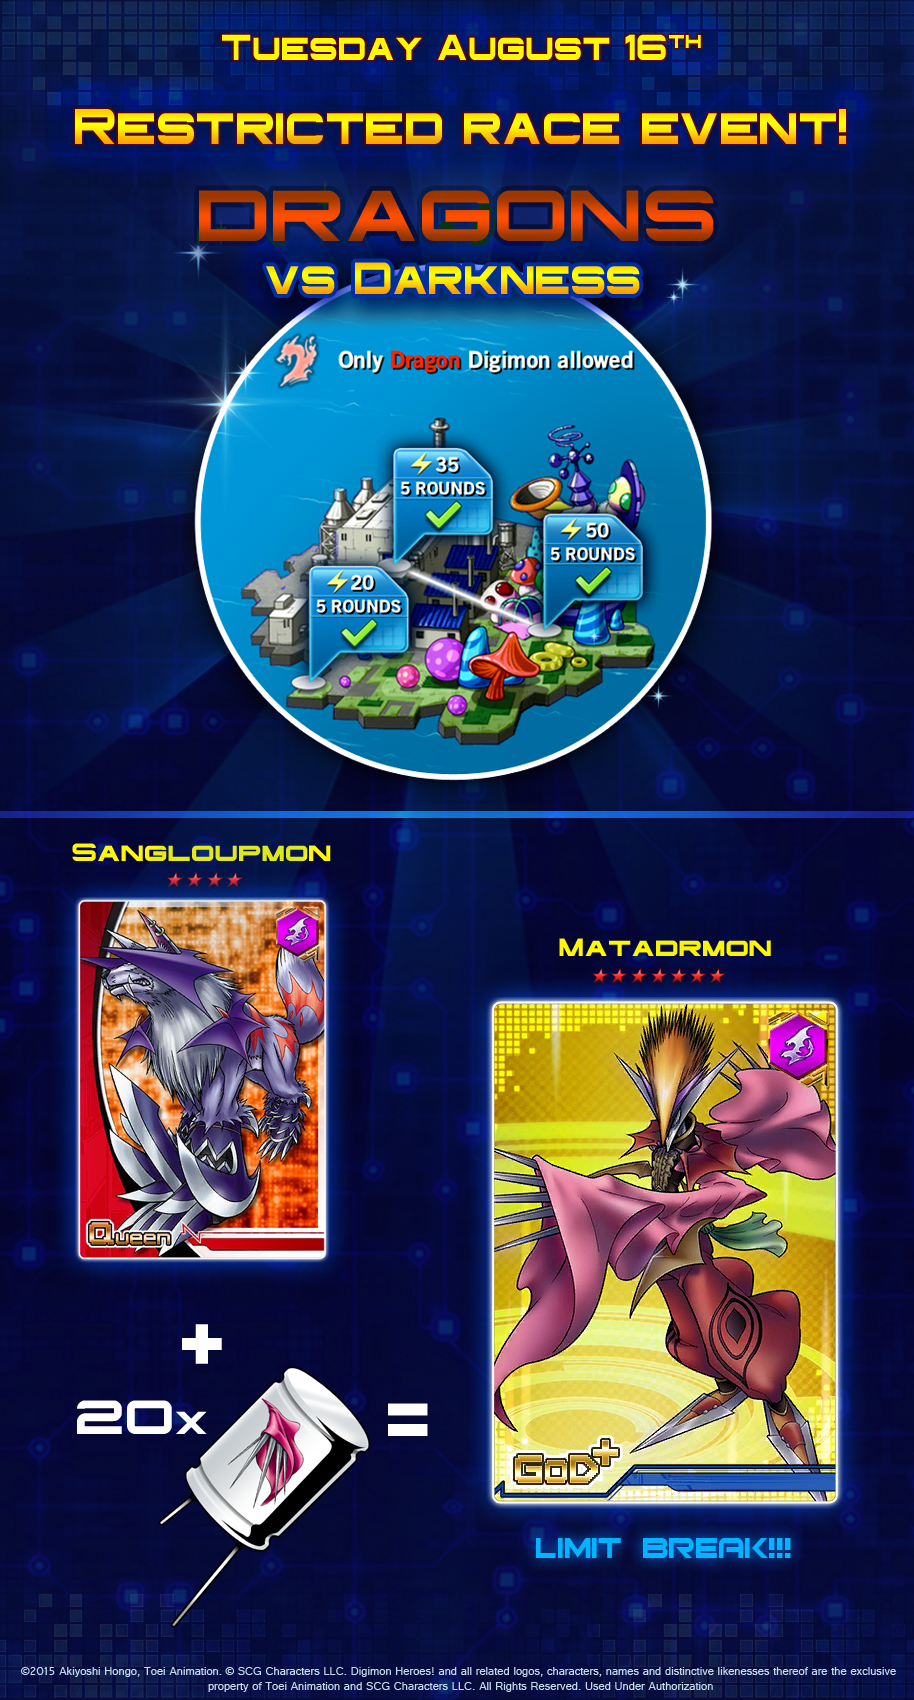 Tuesday August 16TH
Restricted race event!
DRAGONS
vs Darkness
Only Dragon Digimon allowed
35
5 ROUNDS
50
5 ROUNDS
20
5 ROUNDS
Sangloupmon
Queen
Matadrmon
GOD+
+
20x
=
LIMIT BREAK!!!
©2015 Akiyoshi Hongo, Toei Animation. © SCG Characters LLC. Digimon Heroes! and all related logos, characters, names and distinctive likenesses thereof are the exclusive
property of Toei Animation and SCG Characters LLC. All Rights Reserved. Used Under Authorization